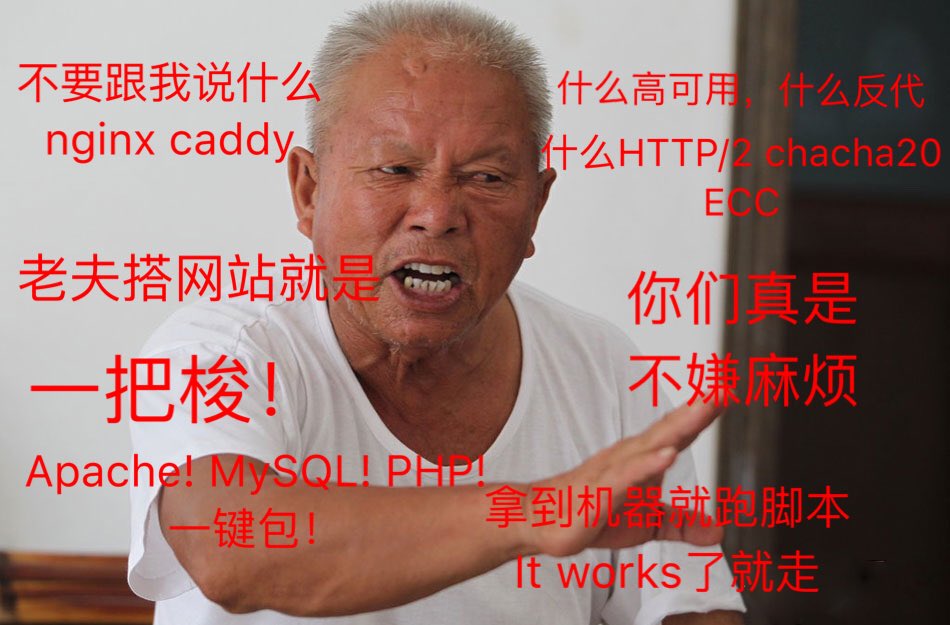 不要跟我说什么
nginx caddy
什么高可用，什么反代
什么HTTP/2 chacha20
ECC
老夫搭网站就是
一把梭！
Apache! MySQL! PHP!
一键包！
你们真是
不嫌麻烦
拿到机器就跑脚本
It works了就走